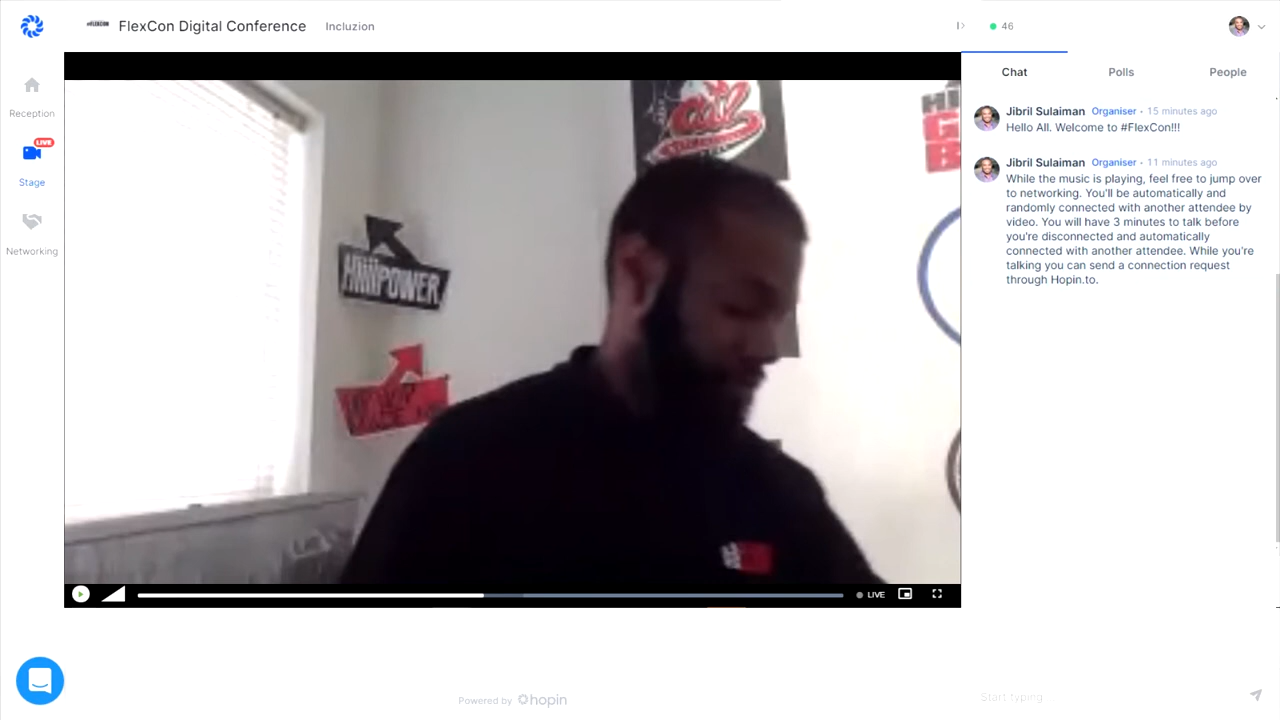 #FLEXCON
FlexCon Digital Conference
Incluzion
46
Reception
LIVE
Stage
Networking
HiiiPOWER
Chat
Polls
People
Jibril Sulaiman Organiser • 15 minutes ago
Hello All. Welcome to #FlexCon!!!
Jibril Sulaiman Organiser • 11 minutes ago
While the music is playing, feel free to jump over
to networking. You'll be automatically and
randomly connected with another attendee by
video. You will have 3 minutes to talk before
you're disconnected and automatically
connected with another attendee. While you're
talking you can send a connection request
through Hopin.to.
LIVE
Powered by hopin
Start typing